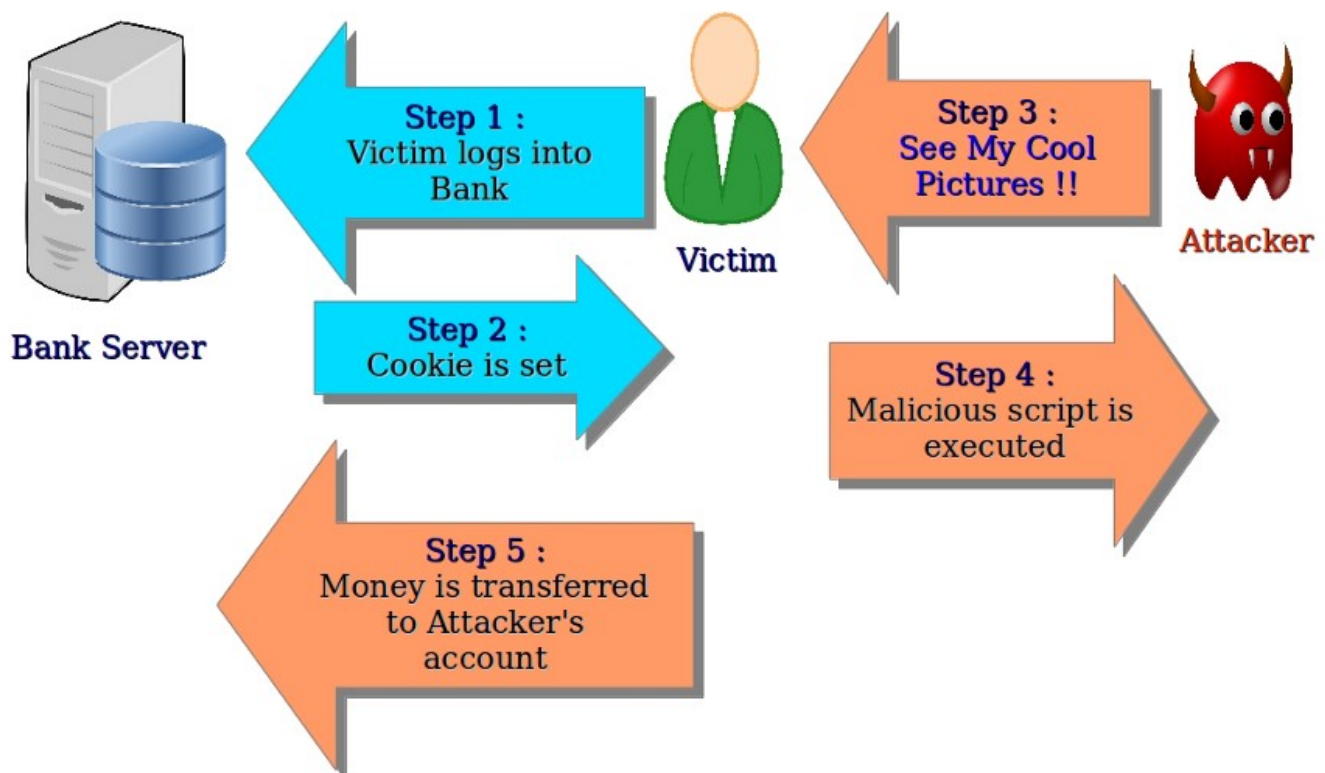 Step 1 :
Victim logs into
Bank
Step 3 :
See My Cool
Pictures !!
Victim
Attacker
Bank Server
Step 2 :
Cookie is set
Step 4 :
Malicious script is
executed
Step 5 :
Money is transferred
to Attacker's
account